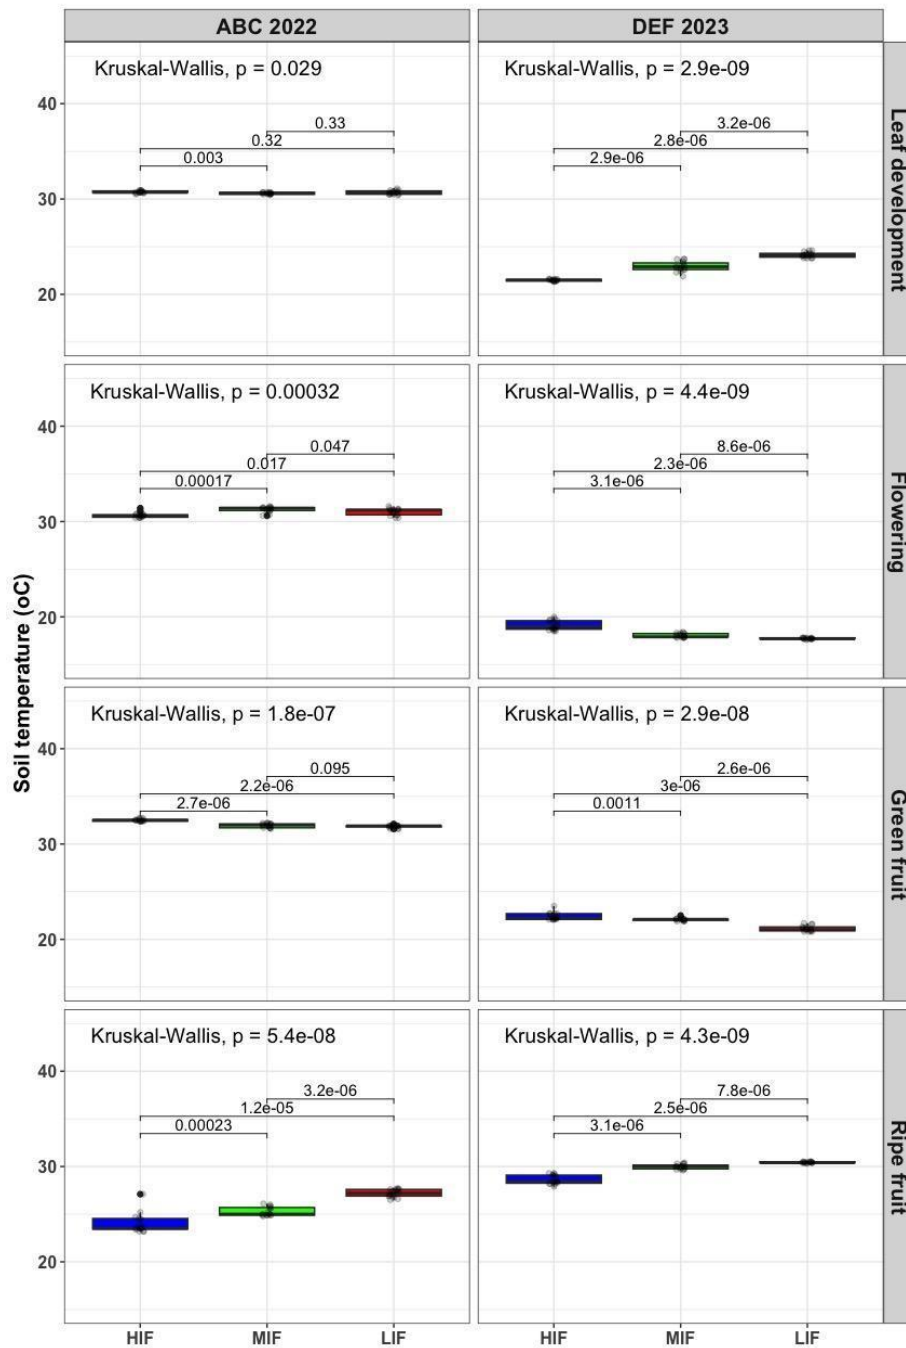 ABC 2022
DEF 2023
Kruskal-Wallis, p = 0.029
0.33
0.32
0.003
Kruskal-Wallis, p = 2.9e-09
3.2e-06
2.8e-06
2.9e-06
40
30
20
Leaf development
Kruskal-Wallis, p = 0.00032
0.047
0.017
0.00017
Kruskal-Wallis, p = 4.4e-09
8.6e-06
2.3e-06
3.1e-06
40
30
20
Flowering
Soil temperature (oC)
Kruskal-Wallis, p = 1.8e-07
0.095
2.2e-06
2.7e-06
Kruskal-Wallis, p = 2.9e-08
2.6e-06
3e-06
0.0011
40
30
20
Green fruit
Kruskal-Wallis, p = 5.4e-08
3.2e-06
1.2e-05
0.00023
Kruskal-Wallis, p = 4.3e-09
7.8e-06
2.5e-06
3.1e-06
40
30
20
Ripe fruit
HIF MIF LIF
HIF MIF LIF